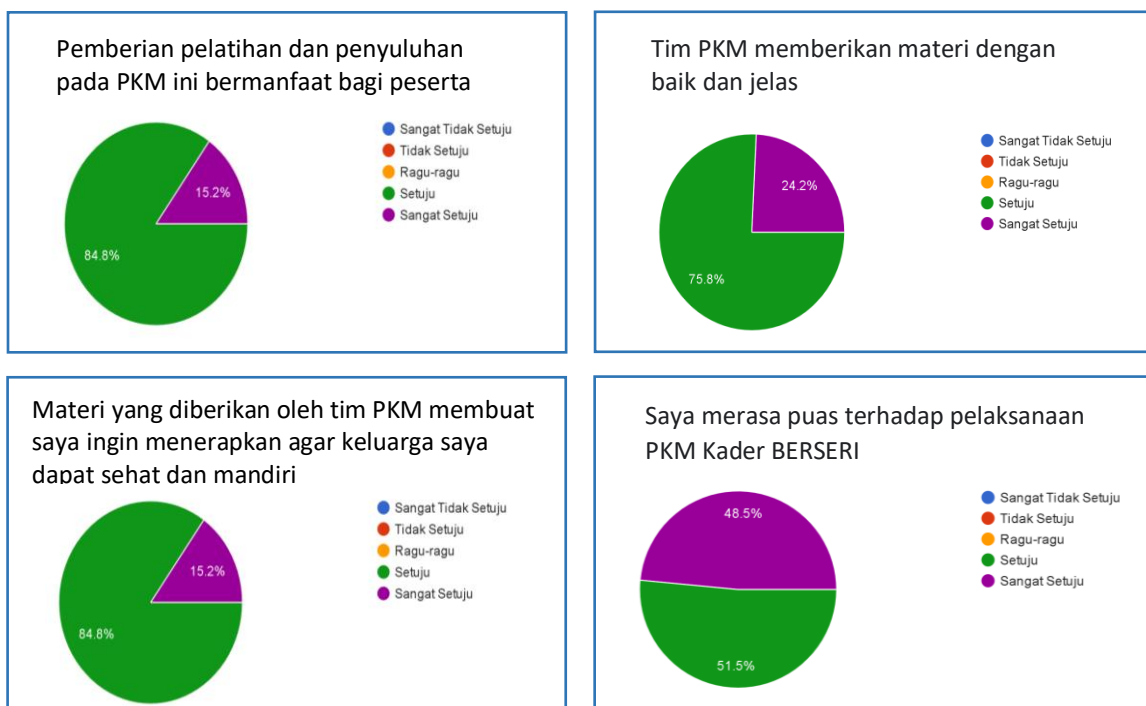 Pemberian pelatihan dan penyuluhan
pada PKM ini bermanfaat bagi peserta
Sangat Tidak Setuju
Tidak Setuju
Ragu-ragu
Setuju
Sangat Setuju
15.2%
84.8%
Tim PKM memberikan materi dengan
baik dan jelas
Sangat Tidak Setuju
Tidak Setuju
Ragu-ragu
Setuju
Sangat Setuju
24.2%
75.8%
Materi yang diberikan oleh tim PKM membuat
saya ingin menerapkan agar keluarga saya
dapat sehat dan mandiri
Sangat Tidak Setuju
Tidak Setuju
Ragu-ragu
Setuju
Sangat Setuju
15.2%
84.8%
Saya merasa puas terhadap pelaksanaan
PKM Kader BERSERI
Sangat Tidak Setuju
Tidak Setuju
Ragu-ragu
Setuju
Sangat Setuju
48.5%
51.5%